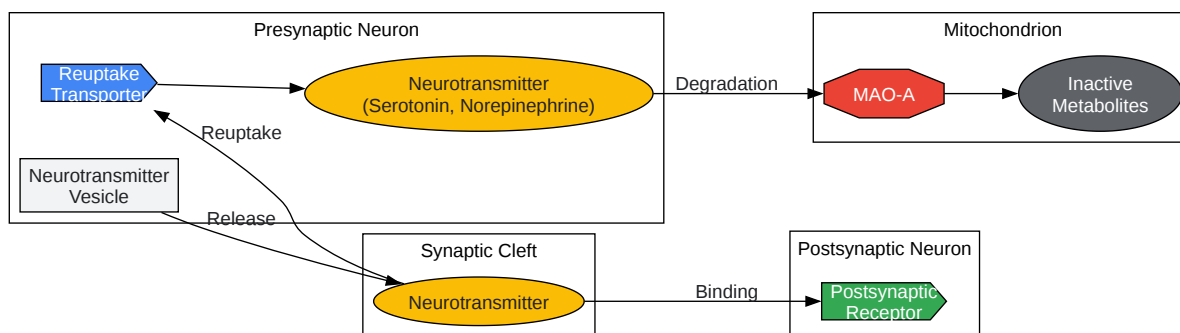 Presynaptic Neuron
Mitochondrion
Reuptake
Transporter
Neurotransmitter
(Serotonin, Norepinephrine)
Degradation
MAO-A
Inactive
Metabolites
Reuptake
Neurotransmitter
Vesicle
Release
Synaptic Cleft
Postsynaptic Neuron
Neurotransmitter
Binding
Postsynaptic
Receptor